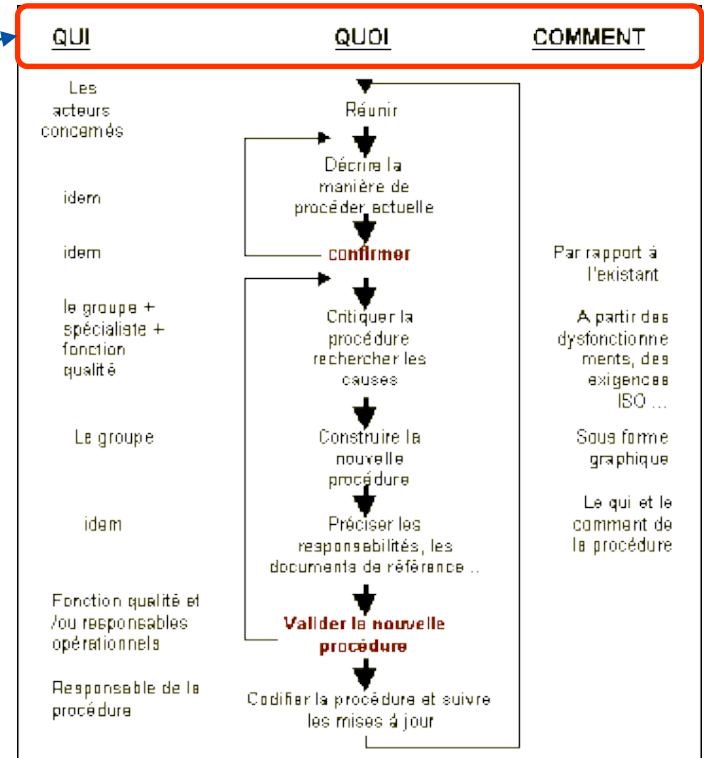 QUI QUOI COMMENT
Les
acteurs
concernés
Réunir
idem
Décrire la
manière de
procéder actuelle
idem
confirmer
Par rapport à
l'existant
le groupe +
spécialiste +
fonction
qualité
Critiquer la
procédure
rechercher les
causes
A partir des
dysfonctionne
ments, des
exigences
ISO ...
Le groupe
Construire la
nouvelle
procédure
Sous forme
graphique
idem
Préciser les
responsabilités, les
documents de référence ..
Le qui et le
comment de
la procédure
Fonction qualité et
/ou responsables
opérationnels
Valider la nouvelle
procédure
Responsable de la
procédure
Codifier la procédure et suivre
les mises à jour